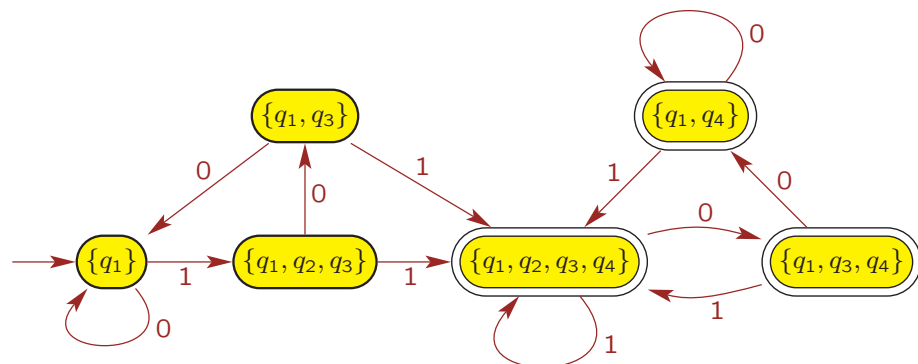 0
{q₁, q₃}
{q₁, q₄}
0
1
1
0
0
0
{q₁}
1
{q₁, q₂, q₃}
1
{q₁, q₂, q₃, q₄}
{q₁, q₃, q₄}
1
0
1